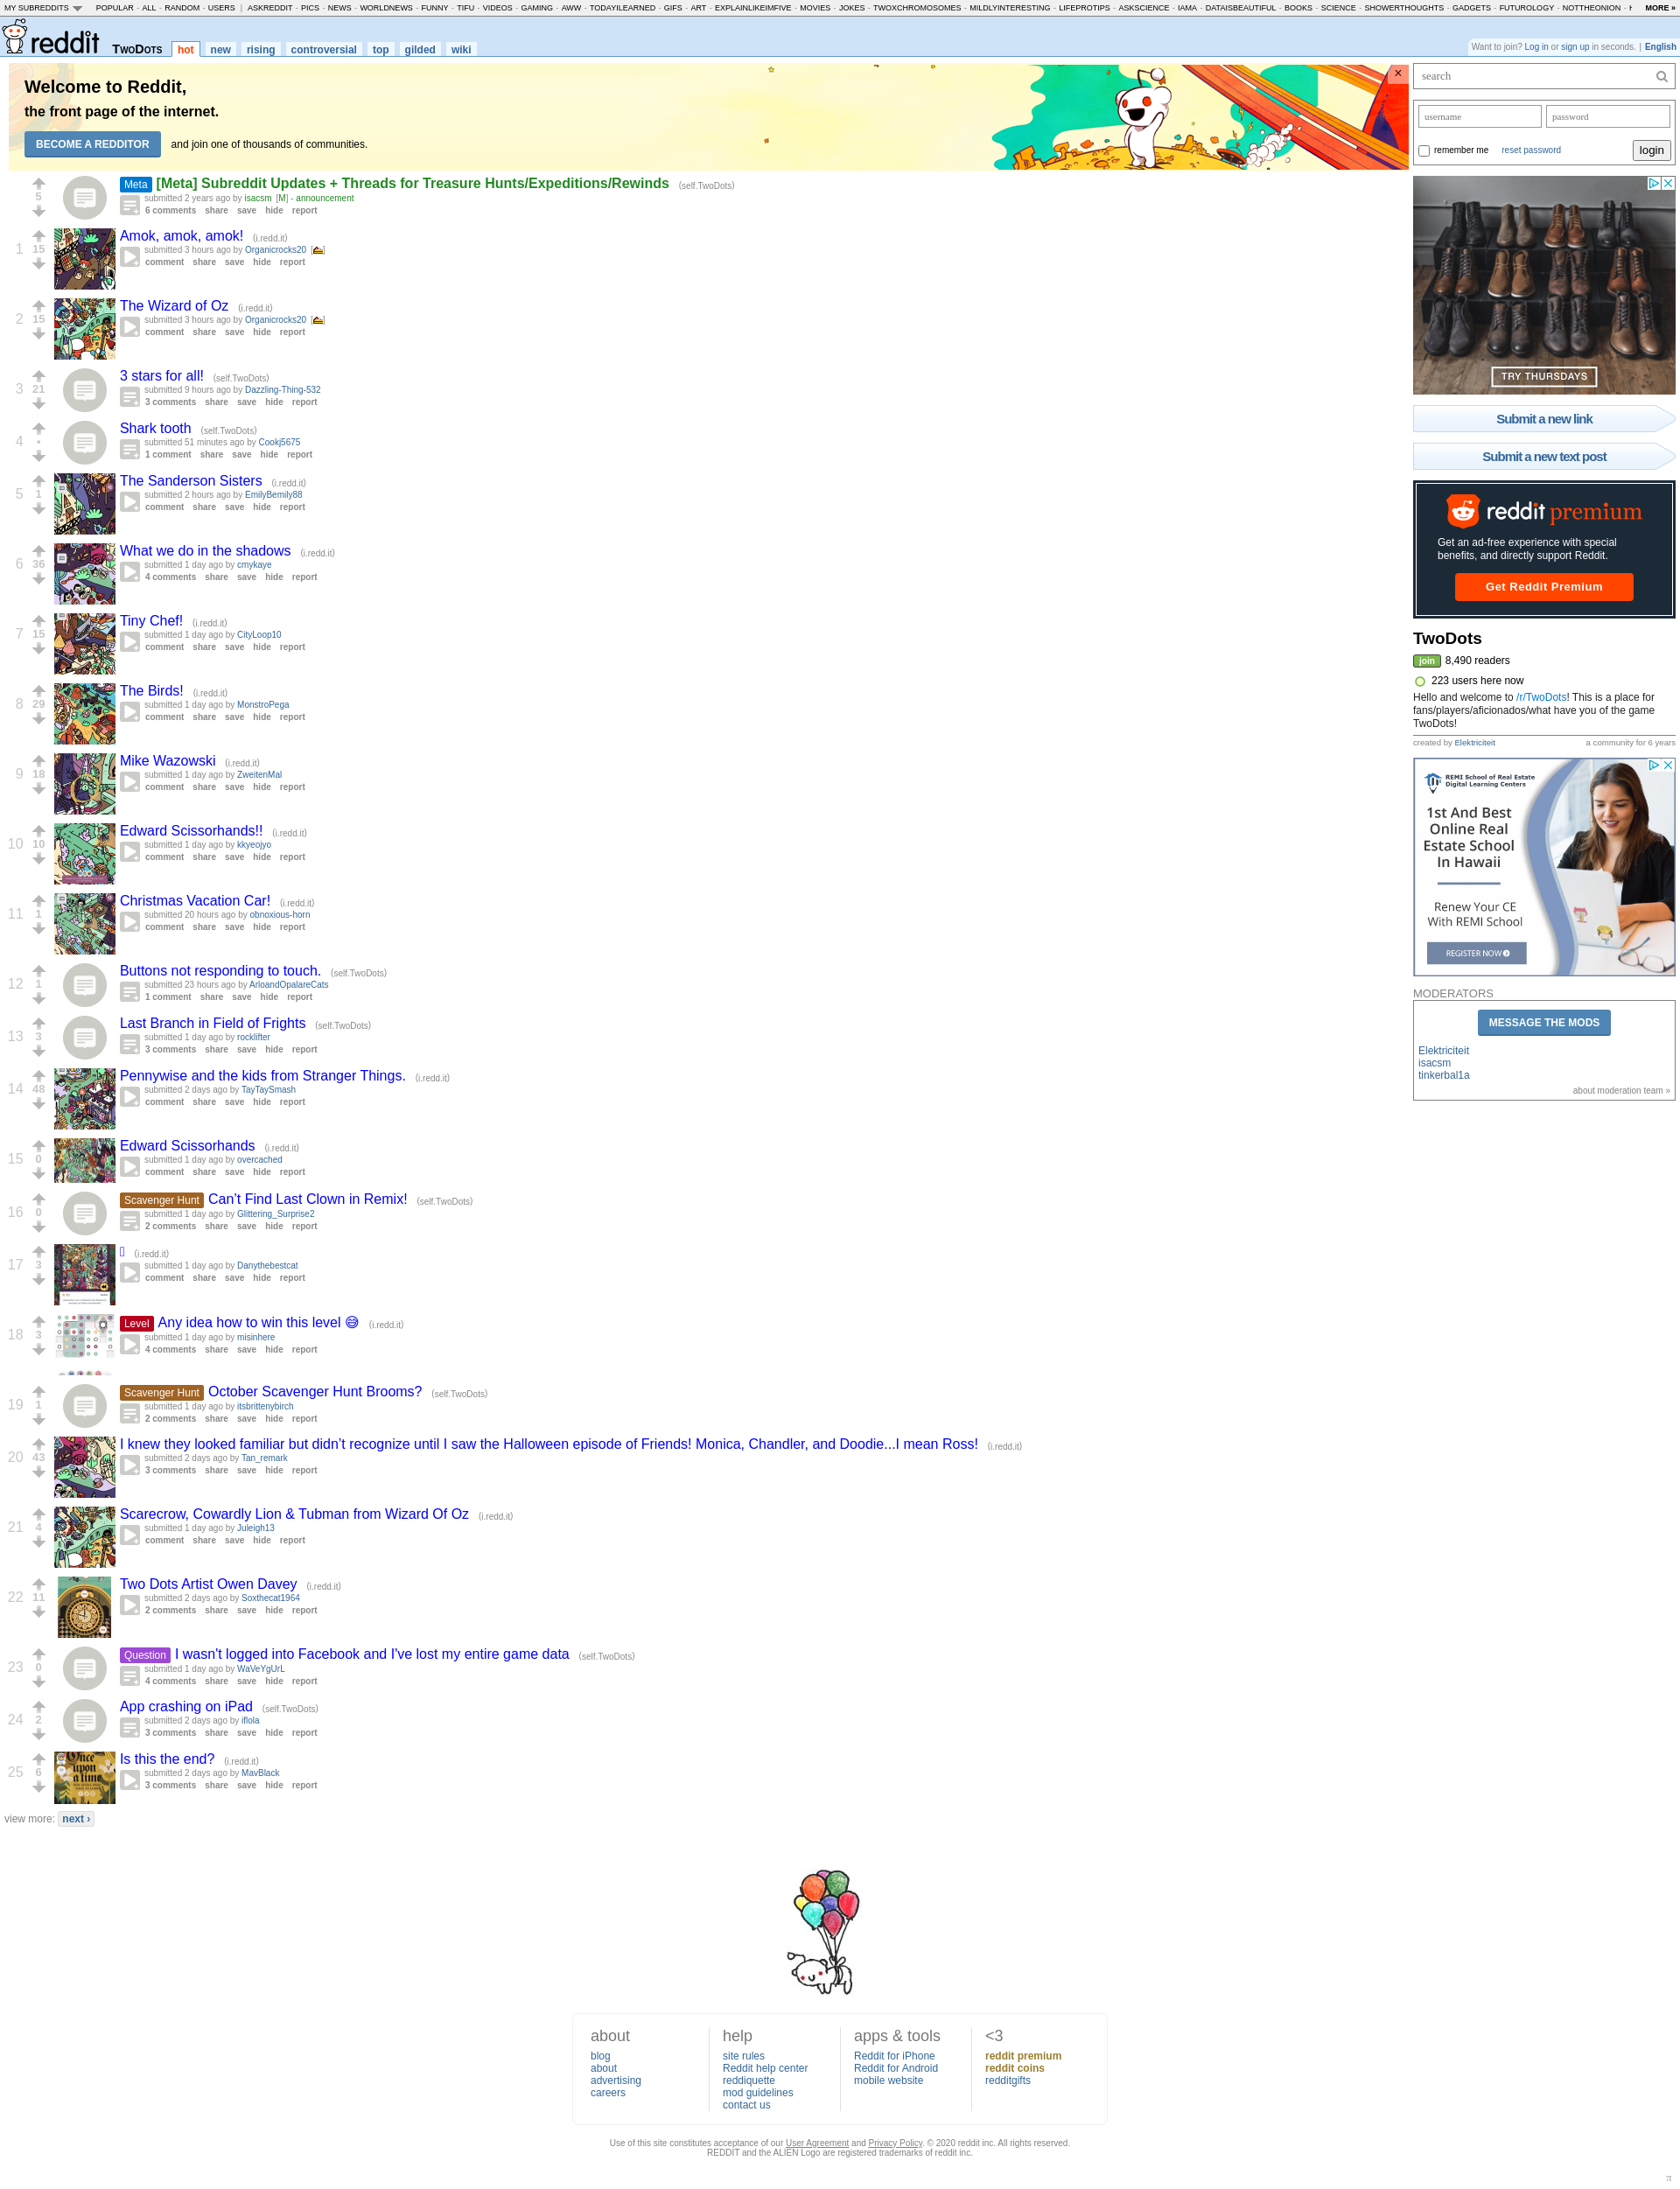 MY SUBREDDITS POPULAR - ALL - RANDOM - USERS | ASKREDDIT - PICS - NEWS - WORLDNEWS - FUNNY - TIFU - VIDEOS - GAMING - AWW - TODAYILEARNED - GIFS - ART - EXPLAINLIKEIMFIVE - MOVIES - JOKES - TWOXCHROMOSOMES - MILDLYINTERESTING - LIFEPROTIPS - ASKSCIENCE - IAMA - DATAISBEAUTIFUL - BOOKS - SCIENCE - SHOWERTHOUGHTS - GADGETS - FUTUROLOGY - NOTTHEONION - MORE »
reddit TwoDots hot new rising controversial top gilded wiki
Want to join? Log in or sign up in seconds. | English
Welcome to Reddit,
the front page of the internet.
BECOME A REDDITOR and join one of thousands of communities.
×
search
username password
remember me reset password login
5
Meta [Meta] Subreddit Updates + Threads for Treasure Hunts/Expeditions/Rewinds (self.TwoDots)
submitted 2 years ago by isacsm [M] - announcement
6 comments share save hide report
1 15
Amok, amok, amok! (i.redd.it)
submitted 3 hours ago by Organicrocks20
comment share save hide report
2 15
The Wizard of Oz (i.redd.it)
submitted 3 hours ago by Organicrocks20
comment share save hide report
3 21
3 stars for all! (self.TwoDots)
submitted 9 hours ago by Dazzling-Thing-532
3 comments share save hide report
4 •
Shark tooth (self.TwoDots)
submitted 51 minutes ago by Cookj5675
1 comment share save hide report
5 1
The Sanderson Sisters (i.redd.it)
submitted 2 hours ago by EmilyBemily88
comment share save hide report
6 36
What we do in the shadows (i.redd.it)
submitted 1 day ago by cmykaye
4 comments share save hide report
7 15
Tiny Chef! (i.redd.it)
submitted 1 day ago by CityLoop10
comment share save hide report
8 29
The Birds! (i.redd.it)
submitted 1 day ago by MonstroPega
comment share save hide report
9 18
Mike Wazowski (i.redd.it)
submitted 1 day ago by ZweitenMal
comment share save hide report
10 10
Edward Scissorhands!! (i.redd.it)
submitted 1 day ago by kkyeojyo
comment share save hide report
11 1
Christmas Vacation Car! (i.redd.it)
submitted 20 hours ago by obnoxious-horn
comment share save hide report
12 1
Buttons not responding to touch. (self.TwoDots)
submitted 23 hours ago by ArloandOpalareCats
1 comment share save hide report
13 3
Last Branch in Field of Frights (self.TwoDots)
submitted 1 day ago by rocklifter
3 comments share save hide report
14 48
Pennywise and the kids from Stranger Things. (i.redd.it)
submitted 2 days ago by TayTaySmash
comment share save hide report
15 0
Edward Scissorhands (i.redd.it)
submitted 1 day ago by overcached
comment share save hide report
16 0
Scavenger Hunt Can’t Find Last Clown in Remix! (self.TwoDots)
submitted 1 day ago by Glittering_Surprise2
2 comments share save hide report
17 3
(i.redd.it)
submitted 1 day ago by Danythebestcat
comment share save hide report
18 3
Level Any idea how to win this level 😅 (i.redd.it)
submitted 1 day ago by misinhere
4 comments share save hide report
19 1
Scavenger Hunt October Scavenger Hunt Brooms? (self.TwoDots)
submitted 1 day ago by itsbrittenybirch
2 comments share save hide report
20 43
I knew they looked familiar but didn’t recognize until I saw the Halloween episode of Friends! Monica, Chandler, and Doodie...I mean Ross! (i.redd.it)
submitted 2 days ago by Tan_remark
3 comments share save hide report
21 4
Scarecrow, Cowardly Lion & Tubman from Wizard Of Oz (i.redd.it)
submitted 1 day ago by Juleigh13
comment share save hide report
22 11
Two Dots Artist Owen Davey (i.redd.it)
submitted 2 days ago by Soxthecat1964
2 comments share save hide report
23 0
Question I wasn't logged into Facebook and I've lost my entire game data (self.TwoDots)
submitted 1 day ago by WaVeYgUrL
4 comments share save hide report
24 2
App crashing on iPad (self.TwoDots)
submitted 2 days ago by iflola
3 comments share save hide report
25 6
Once upon a time
Is this the end? (i.redd.it)
submitted 2 days ago by MavBlack
3 comments share save hide report
view more: next ›
TRY THURSDAYS
Submit a new link
Submit a new text post
reddit premium
Get an ad-free experience with special
benefits, and directly support Reddit.
Get Reddit Premium
TwoDots
join 8,490 readers
223 users here now
Hello and welcome to /r/TwoDots! This is a place for
fans/players/aficionados/what have you of the game
TwoDots!
created by Elektriciteit a community for 6 years
REMI School of Real Estate
Digital Learning Centers
1st And Best
Online Real
Estate School
In Hawaii
Renew Your CE
With REMI School
REGISTER NOW
MODERATORS
MESSAGE THE MODS
Elektriciteit
isacsm
tinkerbal1a
about moderation team »
about
blog
about
advertising
careers
help
site rules
Reddit help center
reddiquette
mod guidelines
contact us
apps & tools
Reddit for iPhone
Reddit for Android
mobile website
<3
reddit premium
reddit coins
redditgifts
Use of this site constitutes acceptance of our User Agreement and Privacy Policy. © 2020 reddit inc. All rights reserved.
REDDIT and the ALIEN Logo are registered trademarks of reddit inc.
π